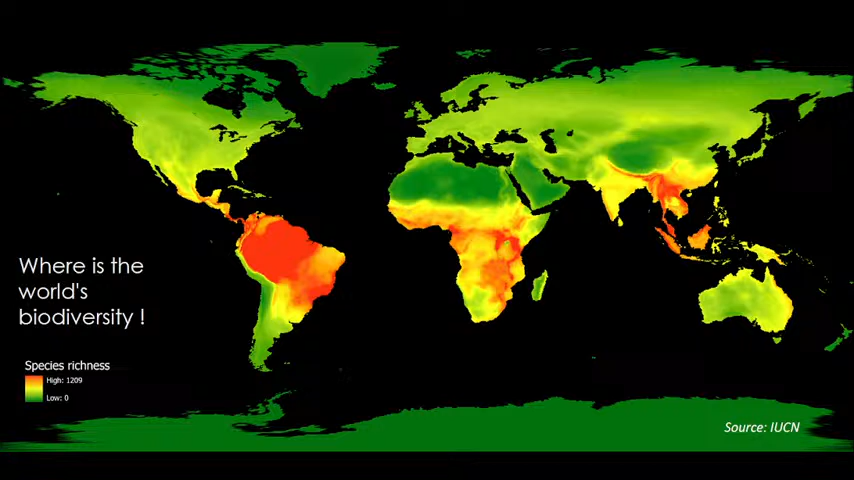 Where is the
world's
biodiversity !
Species richness
High: 1209
Low: 0
Source: IUCN